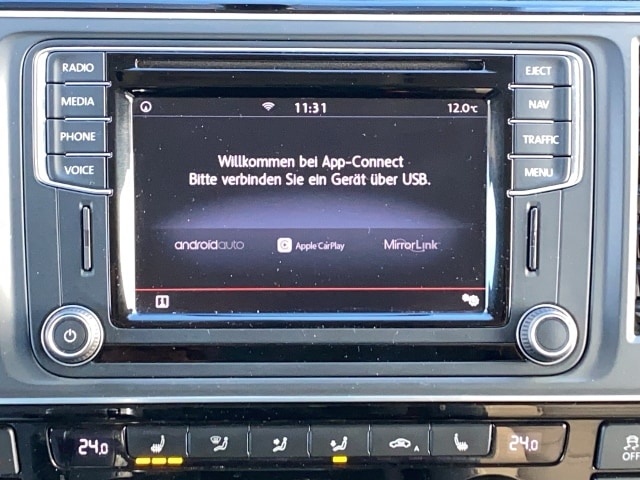 RADIO
EJECT
MEDIA
NAV
PHONE
TRAFFIC
VOICE
MENU
11:31
12.0°C
Willkommen bei App-Connect
Bitte verbinden Sie ein Gerät über USB.
androidauto
Apple CarPlay
MirrorLink
24.0
A
24.0
OFF